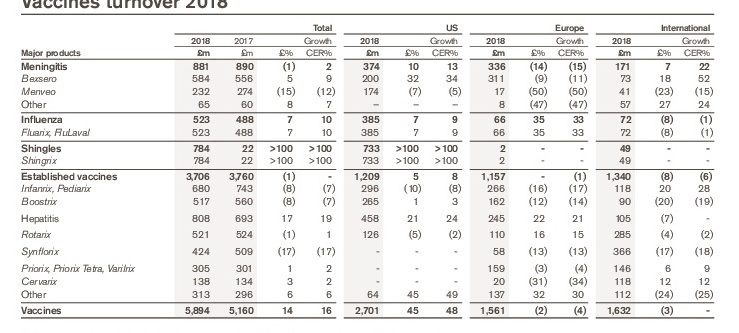 Vaccines turnover 2018
Total US Europe International
2018 2017 Growth 2018 Growth 2018 Growth 2018 Growth
Major products £m £m £% CER% £m £% CER% £m £% CER% £m £% CER%
Meningitis 881 890 (1) 2 374 10 13 336 (14) (15) 171 7 22
Bexsero 584 556 5 9 200 32 34 311 (9) (11) 73 18 52
Menveo 232 274 (15) (12) 174 (7) (5) 17 (50) (50) 41 (23) (15)
Other 65 60 8 7 – – – 8 (47) (47) 57 27 24
Influenza 523 488 7 10 385 7 9 66 35 33 72 (8) (1)
Fluarix, FluLaval 523 488 7 10 385 7 9 66 35 33 72 (8) (1)
Shingles 784 22 >100 >100 733 >100 >100 2 - - 49 - -
Shingrix 784 22 >100 >100 733 >100 >100 2 - - 49 - -
Established vaccines 3,706 3,760 (1) - 1,209 5 8 1,157 - (1) 1,340 (8) (6)
Infanrix, Pediarix 680 743 (8) (7) 296 (10) (8) 266 (16) (17) 118 20 28
Boostrix 517 560 (8) (7) 265 1 3 162 (12) (14) 90 (20) (19)
Hepatitis 808 693 17 19 458 21 24 245 22 21 105 (7) -
Rotarix 521 524 (1) 1 126 (5) (2) 110 16 15 285 (4) (2)
Synflorix 424 509 (17) (17) - - - 58 (13) (13) 366 (17) (18)
Priorix, Priorix Tetra, Varilrix 305 301 1 2 - - - 159 (3) (4) 146 6 9
Cervarix 138 134 3 2 - - - 20 (31) (34) 118 12 12
Other 313 296 6 6 64 45 49 137 32 30 112 (24) (25)
Vaccines 5,894 5,160 14 16 2,701 45 48 1,561 (2) (4) 1,632 (3) -